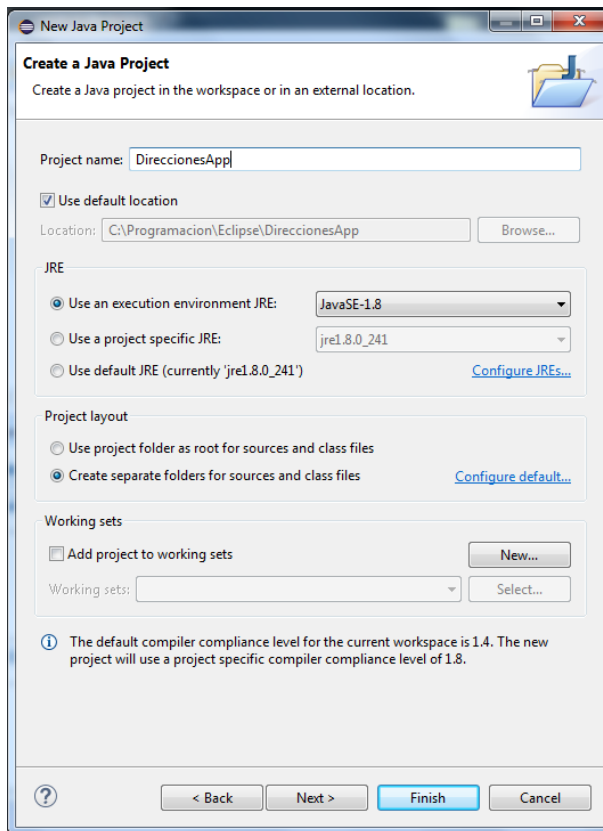 New Java Project
Create a Java Project
Create a Java project in the workspace or in an external location.
Project name: DireccionesApp
Use default location
Location: C:\Programacion\Eclipse\DireccionesApp Browse...
JRE
Use an execution environment JRE: JavaSE-1.8
Use a project specific JRE: jre1.8.0_241
Use default JRE (currently 'jre1.8.0_241') Configure JREs...
Project layout
Use project folder as root for sources and class files
Create separate folders for sources and class files Configure default...
Working sets
Add project to working sets New...
Working sets: Select...
The default compiler compliance level for the current workspace is 1.4. The new
project will use a project specific compiler compliance level of 1.8.
? < Back Next > Finish Cancel